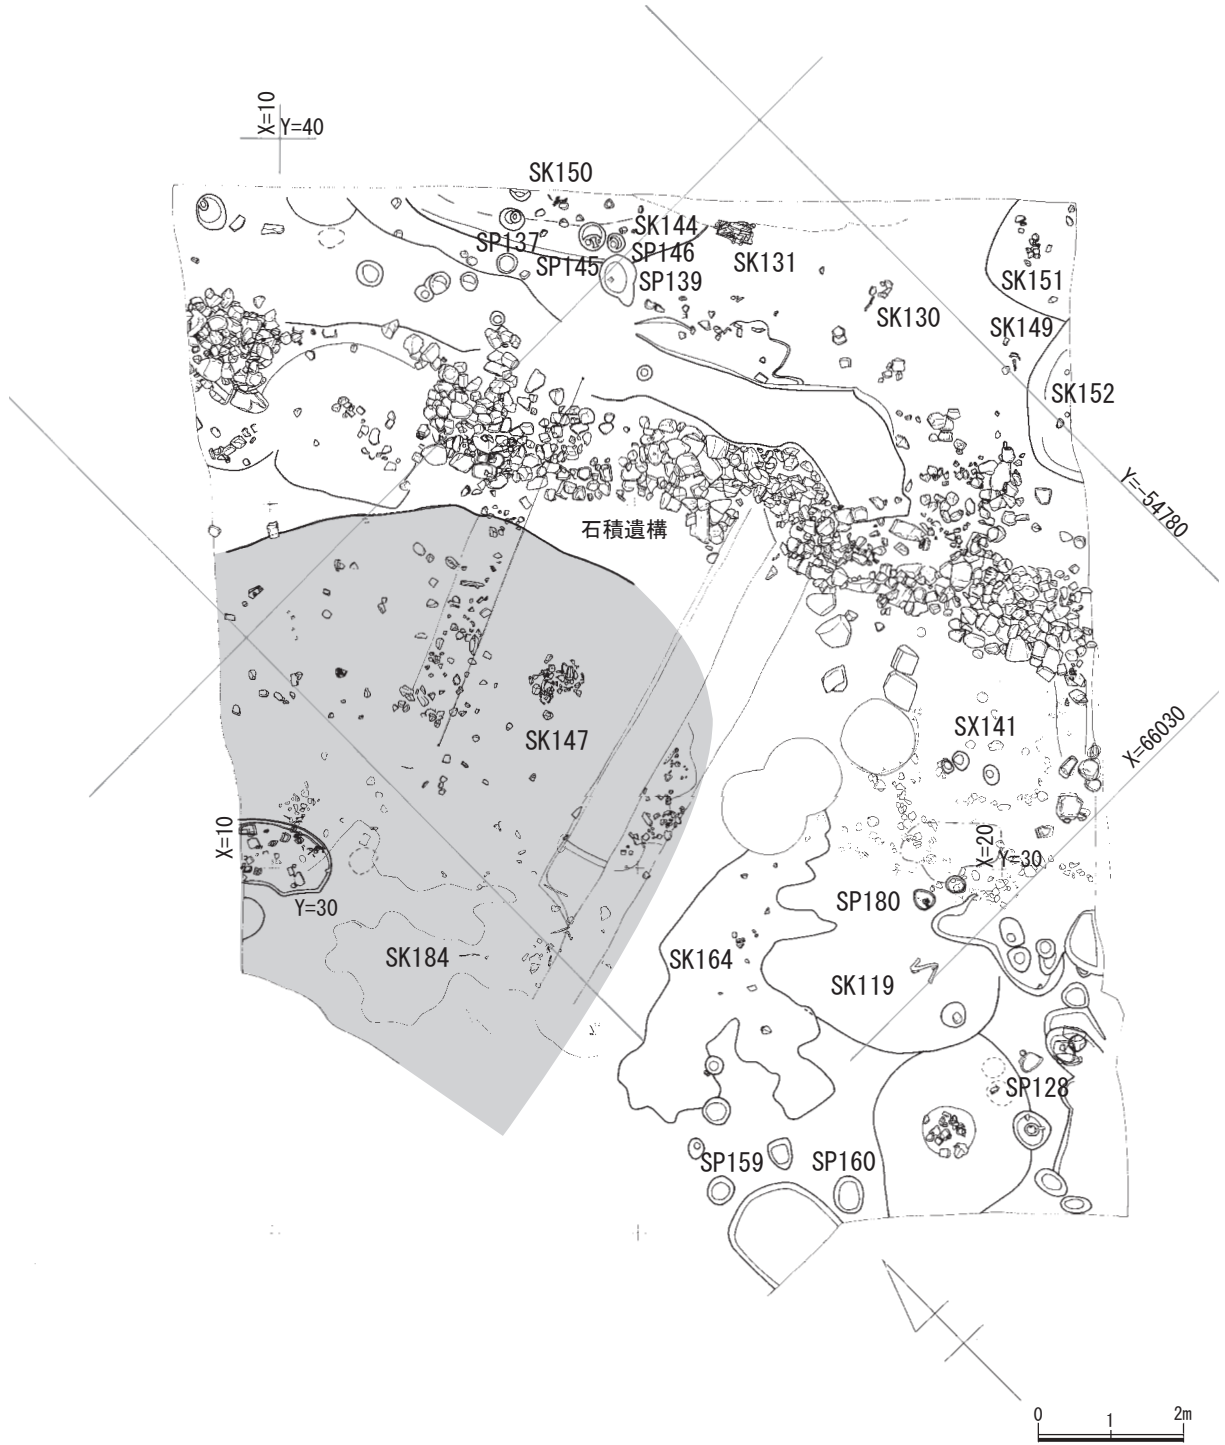 X=10
Y=40
SK150
SK144
SP137
SP146
SP145
SK131
SP139
SK151
SK130
SK149
SK152
Y=-54780
石積遺構
SK147
SX141
X=66030
X=10
X=20
Y=30
SP180
Y=30
SK184
SK164
SK119
SP128
SP159
SP160
0 1 2m